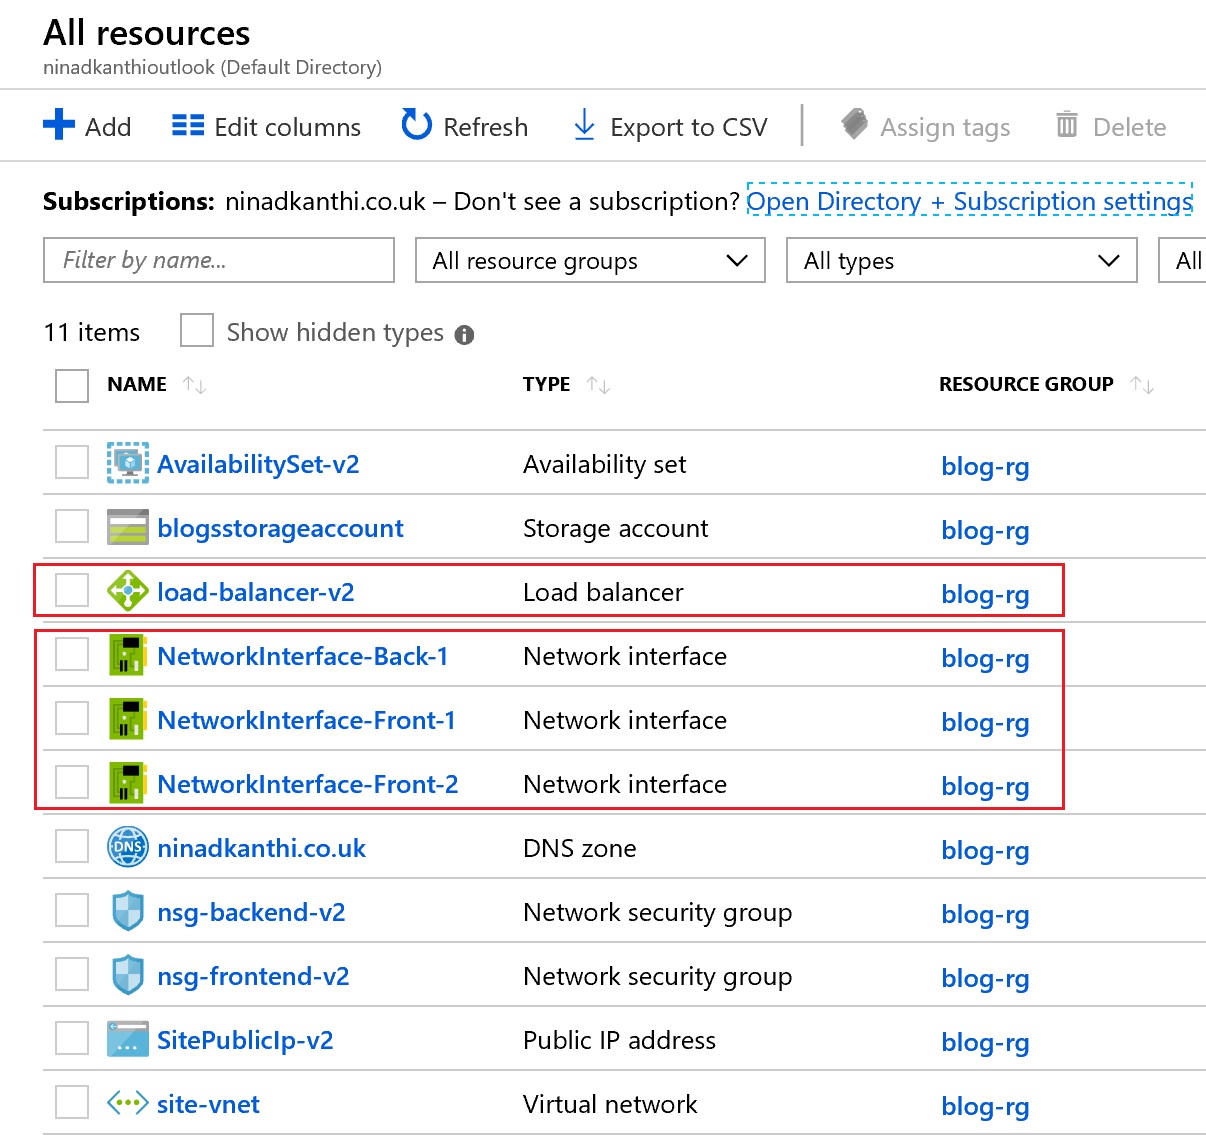 All resources
ninadkanthioutlook (Default Directory)
Add Edit columns Refresh Export to CSV Assign tags Delete
Subscriptions: ninadkanthi.co.uk – Don't see a subscription? Open Directory + Subscription settings
Filter by name... All resource groups All types All
11 items Show hidden types
NAME TYPE RESOURCE GROUP
AvailabilitySet-v2 Availability set blog-rg
blogsstorageaccount Storage account blog-rg
load-balancer-v2 Load balancer blog-rg
NetworkInterface-Back-1 Network interface blog-rg
NetworkInterface-Front-1 Network interface blog-rg
NetworkInterface-Front-2 Network interface blog-rg
DNS ninadkanthi.co.uk DNS zone blog-rg
nsg-backend-v2 Network security group blog-rg
nsg-frontend-v2 Network security group blog-rg
SitePublicIp-v2 Public IP address blog-rg
site-vnet Virtual network blog-rg